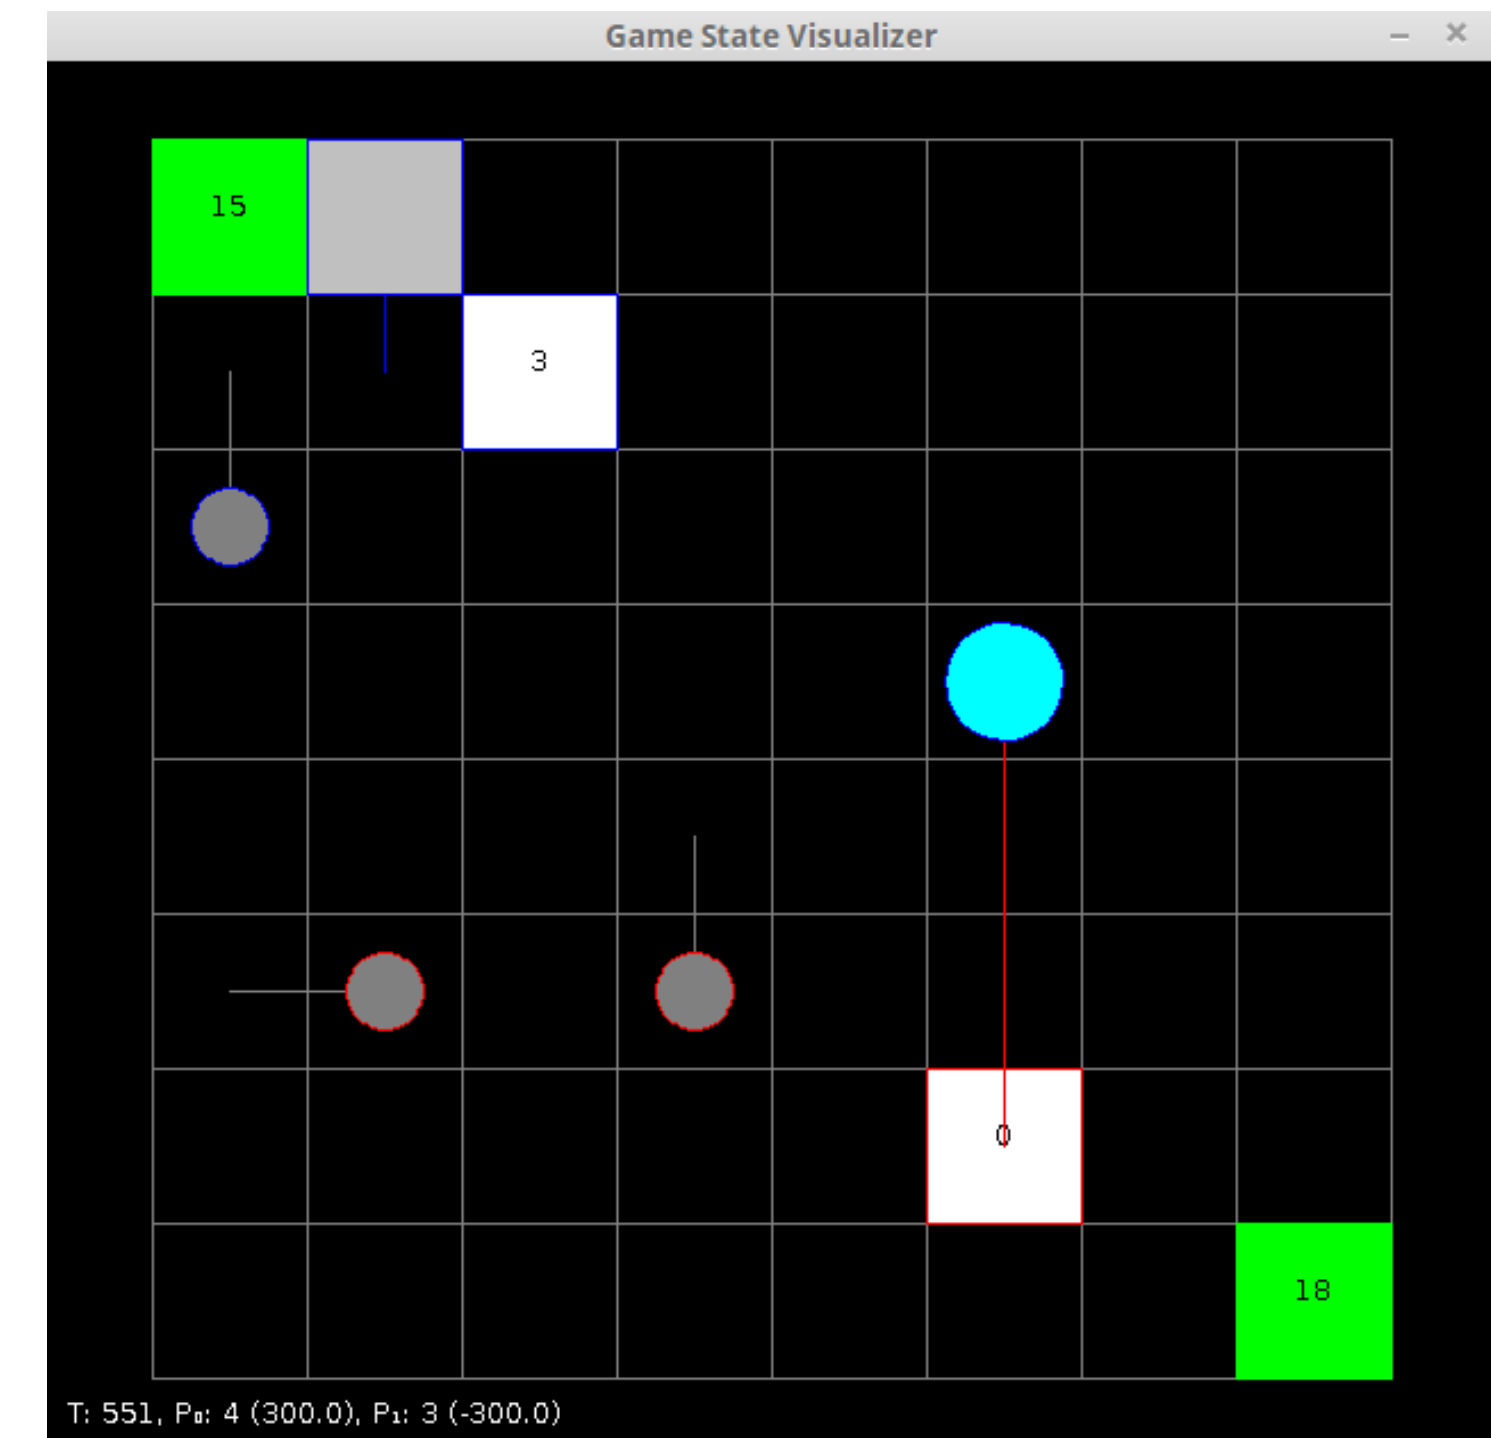 Game State Visualizer
15
3
0
18
T: 551, P₀: 4 (300.0), P₁: 3 (-300.0)